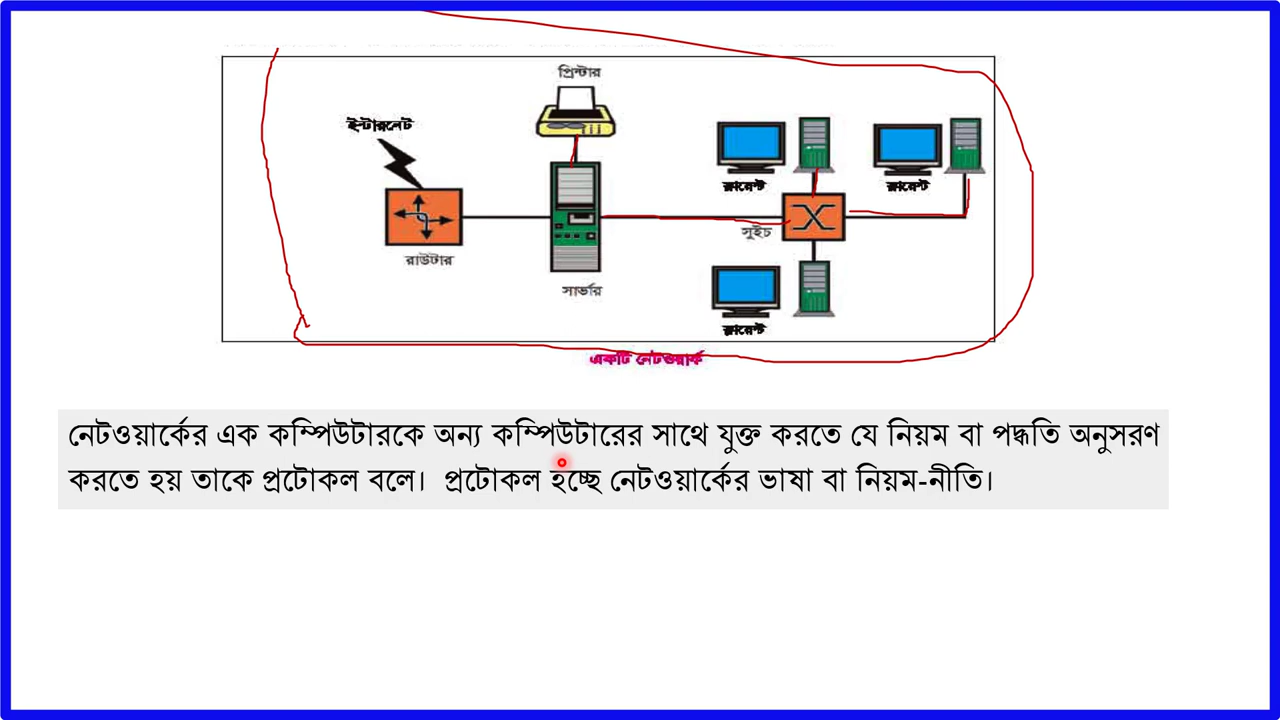 প্রিন্টার
ইন্টারনেট
ক্লায়েন্ট
ক্লায়েন্ট
সুইচ
রাউটার
সার্ভার
ক্লায়েন্ট
একটি নেটওয়ার্ক
নেটওয়ার্কের এক কম্পিউটারকে অন্য কম্পিউটারের সাথে যুক্ত করতে যে নিয়ম বা পদ্ধতি অনুসরণ
করতে হয় তাকে প্রটোকল বলে। প্রটোকল হচ্ছে নেটওয়ার্কের ভাষা বা নিয়ম-নীতি।